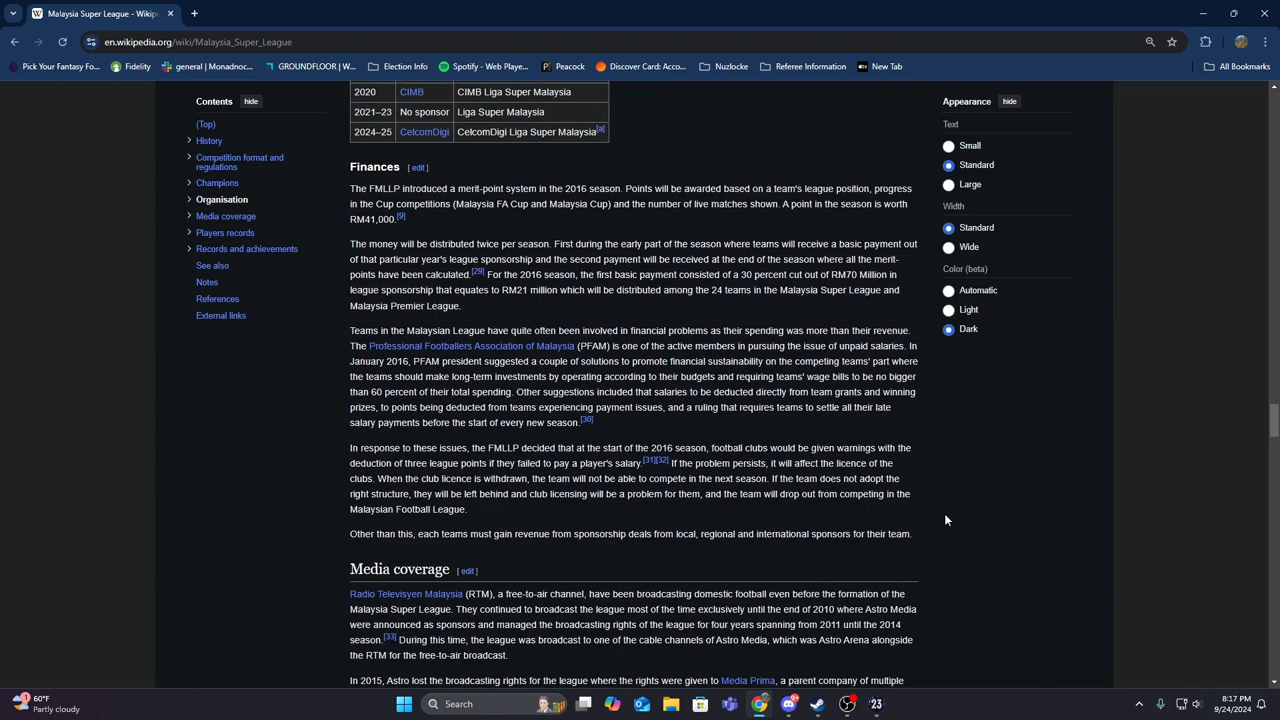 Malaysia Super League - Wikip
en.wikipedia.org/wiki/Malaysia_Super_League
Pick Your Fantasy Fo...
Fidelity
general | Monadnoc...
GROUNDFLOOR | W...
Election Info
Spotify - Web Playe...
Peacock
Discover Card: Acco...
Nuzlocke
Referee Information
New Tab
All Bookmarks
Contents hide
(Top)
History
Competition format and
regulations
Champions
Organisation
Media coverage
Players records
Records and achievements
See also
Notes
References
External links
2020 CIMB CIMB Liga Super Malaysia
2021–23 No sponsor Liga Super Malaysia
2024–25 CelcomDigi CelcomDigi Liga Super Malaysia[a]
Finances [ edit ]
The FMLLP introduced a merit-point system in the 2016 season. Points will be awarded based on a team's league position, progress
in the Cup competitions (Malaysia FA Cup and Malaysia Cup) and the number of live matches shown. A point in the season is worth
RM41,000.[9]
The money will be distributed twice per season. First during the early part of the season where teams will receive a basic payment out
of that particular year's league sponsorship and the second payment will be received at the end of the season where all the merit-
points have been calculated.[29] For the 2016 season, the first basic payment consisted of a 30 percent cut out of RM70 Million in
league sponsorship that equates to RM21 million which will be distributed among the 24 teams in the Malaysia Super League and
Malaysia Premier League.
Teams in the Malaysian League have quite often been involved in financial problems as their spending was more than their revenue.
The Professional Footballers Association of Malaysia (PFAM) is one of the active members in pursuing the issue of unpaid salaries. In
January 2016, PFAM president suggested a couple of solutions to promote financial sustainability on the competing teams' part where
the teams should make long-term investments by operating according to their budgets and requiring teams' wage bills to be no bigger
than 60 percent of their total spending. Other suggestions included that salaries to be deducted directly from team grants and winning
prizes, to points being deducted from teams experiencing payment issues, and a ruling that requires teams to settle all their late
salary payments before the start of every new season.[30]
In response to these issues, the FMLLP decided that at the start of the 2016 season, football clubs would be given warnings with the
deduction of three league points if they failed to pay a player's salary.[31][32] If the problem persists, it will affect the licence of the
clubs. When the club licence is withdrawn, the team will not be able to compete in the next season. If the team does not adopt the
right structure, they will be left behind and club licensing will be a problem for them, and the team will drop out from competing in the
Malaysian Football League.
Other than this, each teams must gain revenue from sponsorship deals from local, regional and international sponsors for their team.
Media coverage [ edit ]
Radio Televisyen Malaysia (RTM), a free-to-air channel, have been broadcasting domestic football even before the formation of the
Malaysia Super League. They continued to broadcast the league most of the time exclusively until the end of 2010 where Astro Media
were announced as sponsors and managed the broadcasting rights of the league for four years spanning from 2011 until the 2014
season.[33] During this time, the league was broadcast to one of the cable channels of Astro Media, which was Astro Arena alongside
the RTM for the free-to-air broadcast.
In 2015, Astro lost the broadcasting rights for the league where the rights were given to Media Prima, a parent company of multiple
Appearance hide
Text
Small
Standard
Large
Width
Standard
Wide
Color (beta)
Automatic
Light
Dark
60°F
Partly cloudy
Search
23
8:17 PM
9/24/2024